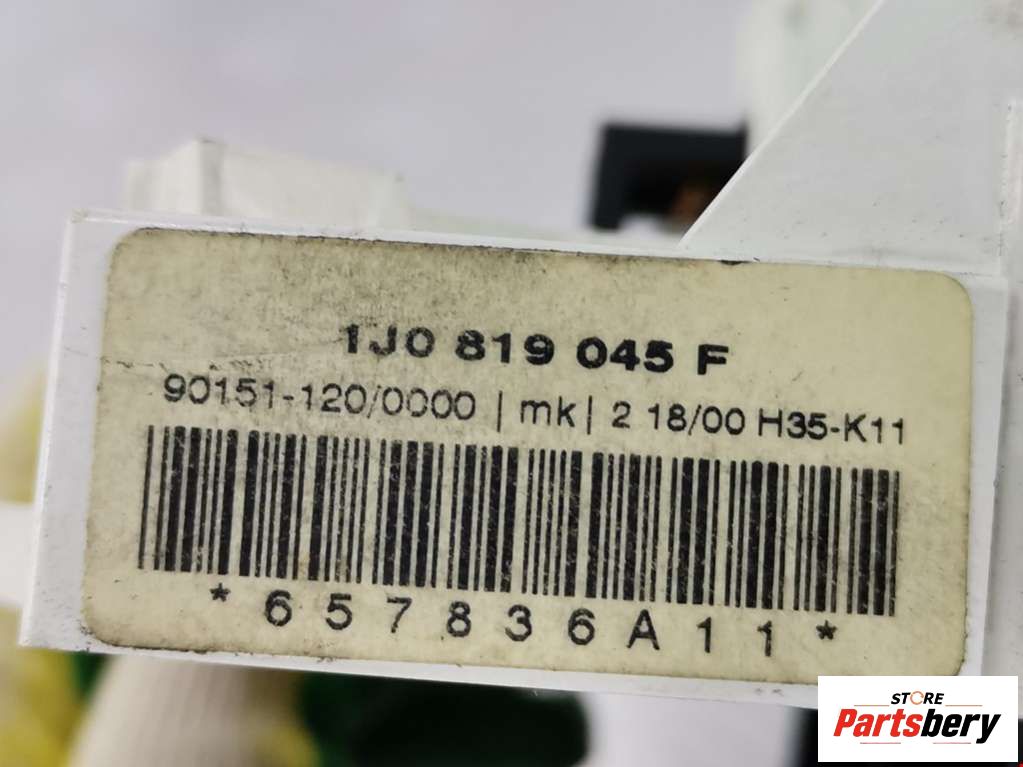 1J0 819 045 F
90151-120/0000 | mk | 2 18/00 H35-K11
*657836A11*
STORE
Partsbery